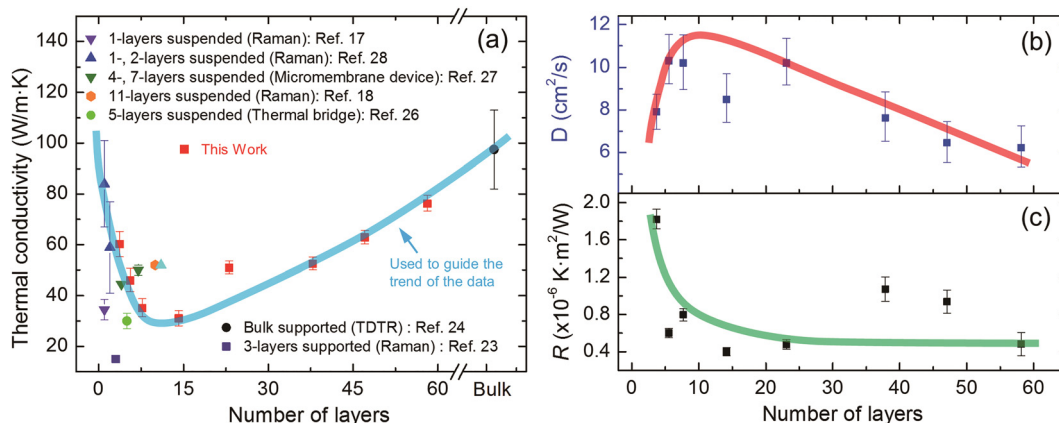 (a)
1-layers suspended (Raman): Ref. 17
1-, 2-layers suspended
(Raman): Ref. 28
4-, 7-layers suspended
(Micromembrane device): Ref. 27
11-layers suspended
(Raman): Ref. 18
5-layers suspended (Thermal bridge): Ref. 26
This Work
Used to guide the
trend of the data
Bulk supported (TDTR) : Ref. 24
3-layers supported (Raman) : Ref. 23
Thermal conductivity (W/m·K)
140
120
100
80
60
40
20
0 15 30 45 60 Bulk
Number of layers
(b)
D (cm²/s)
12
10
8
6
(c)
R (x10⁻⁶ K·m²/W)
2.0
1.6
1.2
0.8
0.4
0 10 20 30 40 50 60
Number of layers